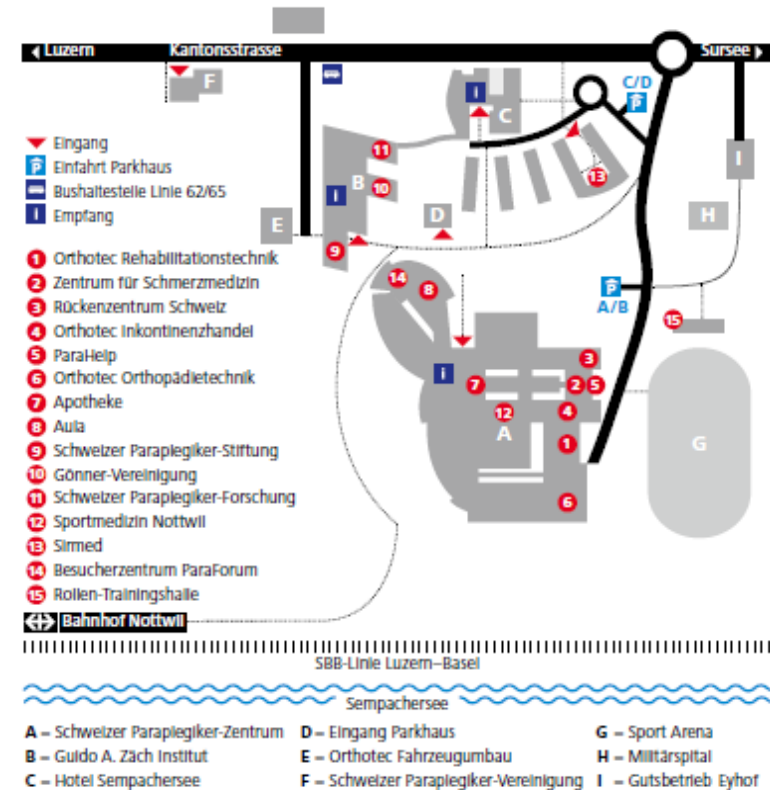 Luzern Kantonsstrasse Sursee
F
C/D
P
i
C
I
Eingang
P Einfahrt Parkhaus
Bushaltestelle Linie 62/65
i Empfang
11
B
i
10
13
D
H
E
9
P
A/B
14
8
15
1 Orthotec Rehabilitationstechnik
2 Zentrum für Schmerzmedizin
3 Rückenzentrum Schweiz
4 Orthotec Inkontinenzhandel
5 ParaHelp
6 Orthotec Orthopädietechnik
7 Apotheke
8 Aula
9 Schweizer Paraplegiker-Stiftung
10 Gönner-Vereinigung
11 Schweizer Paraplegiker-Forschung
12 Sportmedizin Nottwil
13 Sirmed
14 Besucherzentrum ParaForum
15 Rollen-Trainingshalle
i
3
7
2
5
12
4
A
1
G
6
Bahnhof Nottwil
SBB-Linie Luzern–Basel
Sempachersee
A – Schweizer Paraplegiker-Zentrum
B – Guido A. Zäch Institut
C – Hotel Sempachersee
D – Eingang Parkhaus
E – Orthotec Fahrzeugumbau
F – Schweizer Paraplegiker-Vereinigung
G – Sport Arena
H – Militärspital
I – Gutsbetrieb Eyhof